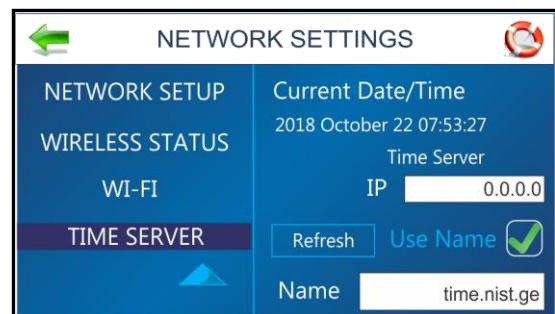 NETWORK SETTINGS
NETWORK SETUP
WIRELESS STATUS
WI-FI
TIME SERVER
Current Date/Time
2018 October 22 07:53:27
Time Server
IP 0.0.0.0
Refresh Use Name
Name time.nist.ge